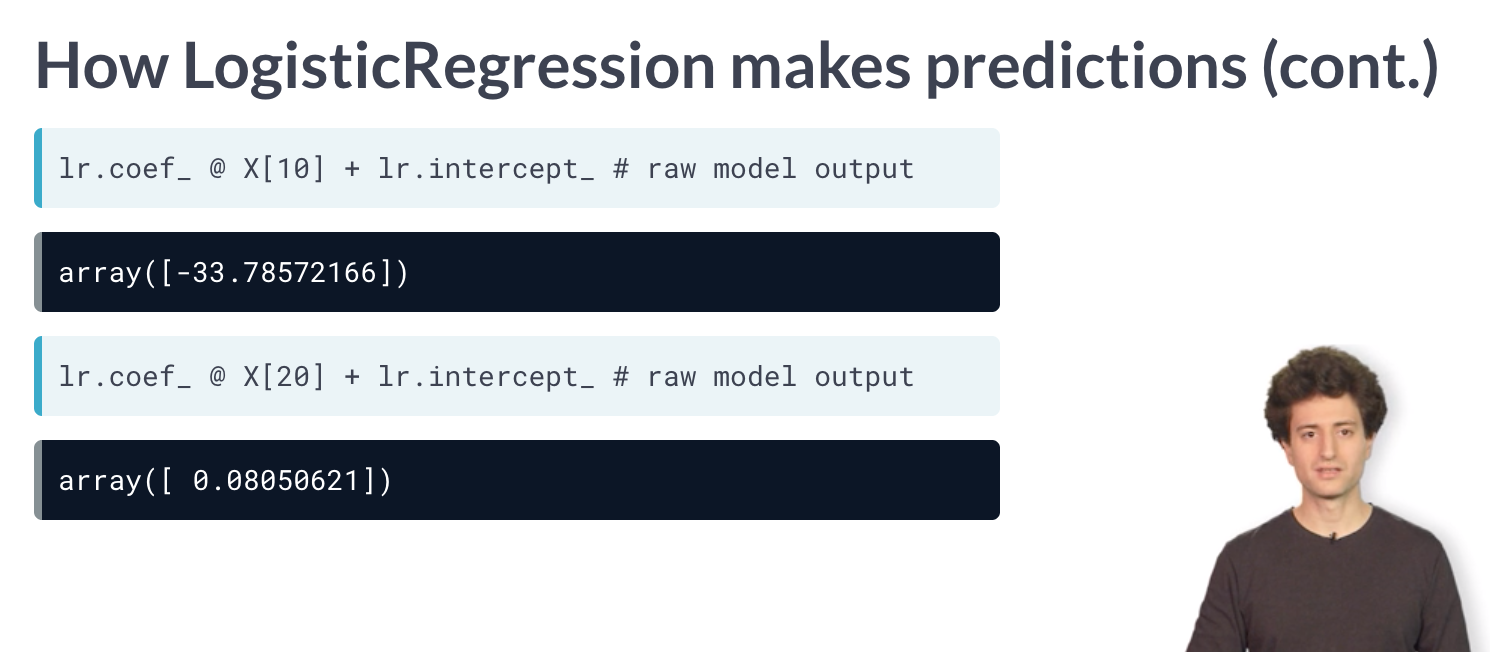 How LogisticRegression makes predictions (cont.)
lr.coef_ @ X[10] + lr.intercept_ # raw model output
array([-33.78572166])
lr.coef_ @ X[20] + lr.intercept_ # raw model output
array([ 0.08050621])